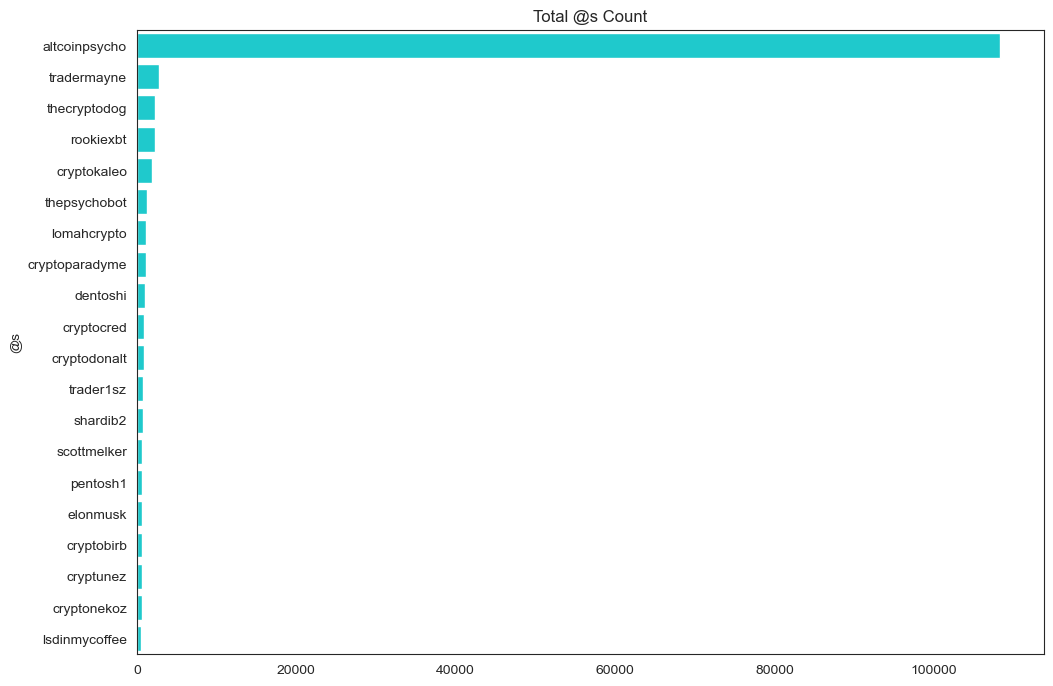 Total @s Count
altcoinpsycho
tradermayne
thecryptodog
rookiexbt
cryptokaleo
thepsychobot
lomahcrypto
cryptoparadyme
dentoshi
cryptocred
cryptodonalt
trader1sz
shardib2
scottmelker
pentosh1
elonmusk
cryptobirb
cryptunez
cryptonekoz
lsdinmycoffee
@s
0 20000 40000 60000 80000 100000